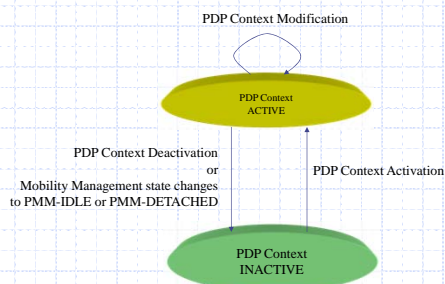 PDP Context Modification
PDP Context
ACTIVE
PDP Context Deactivation
or
Mobility Management state changes
to PMM-IDLE or PMM-DETACHED
PDP Context Activation
PDP Context
INACTIVE